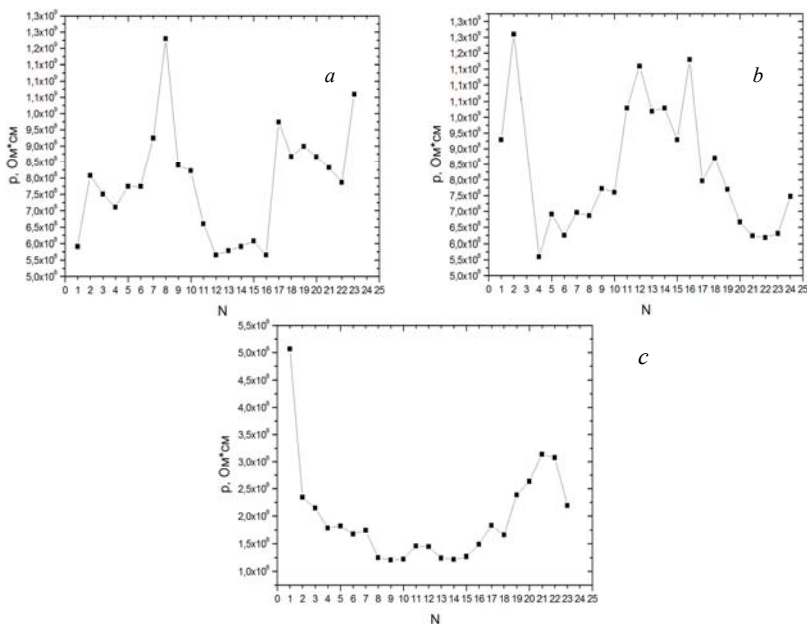 a
1,3x10⁹
1,3x10⁹
1,2x10⁹
1,1x10⁹
1,1x10⁹
1,0x10⁹
1,0x10⁹
9,5x10⁸
9,0x10⁸
8,5x10⁸
8,0x10⁸
7,5x10⁸
7,0x10⁸
6,5x10⁸
6,0x10⁸
5,5x10⁸
5,0x10⁸
р, Ом*см
0 1 2 3 4 5 6 7 8 9 10 11 12 13 14 15 16 17 18 19 20 21 22 23 24 25
N
b
1,3x10⁹
1,3x10⁹
1,2x10⁹
1,1x10⁹
1,1x10⁹
1,0x10⁹
1,0x10⁹
9,5x10⁸
9,0x10⁸
8,5x10⁸
8,0x10⁸
7,5x10⁸
7,0x10⁸
6,5x10⁸
6,0x10⁸
5,5x10⁸
5,0x10⁸
р, Ом*см
0 1 2 3 4 5 6 7 8 9 10 11 12 13 14 15 16 17 18 19 20 21 22 23 24 25
N
c
5,5x10⁸
5,0x10⁸
4,5x10⁸
4,0x10⁸
3,5x10⁸
3,0x10⁸
2,5x10⁸
2,0x10⁸
1,5x10⁸
1,0x10⁸
р, Ом*см
0 1 2 3 4 5 6 7 8 9 10 11 12 13 14 15 16 17 18 19 20 21 22 23 24 25
N